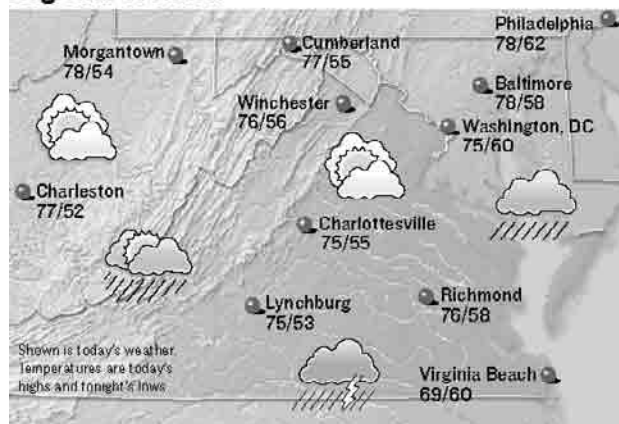 Philadelphia
78/62
Morgantown
78/54
Cumberland
77/55
Baltimore
78/58
Winchester
76/56
Washington, DC
75/60
Charleston
77/52
Charlottesville
75/55
Lynchburg
75/53
Richmond
76/58
Shown is today's weather.
Temperatures are today's
highs and tonight's lows.
Virginia Beach
69/60